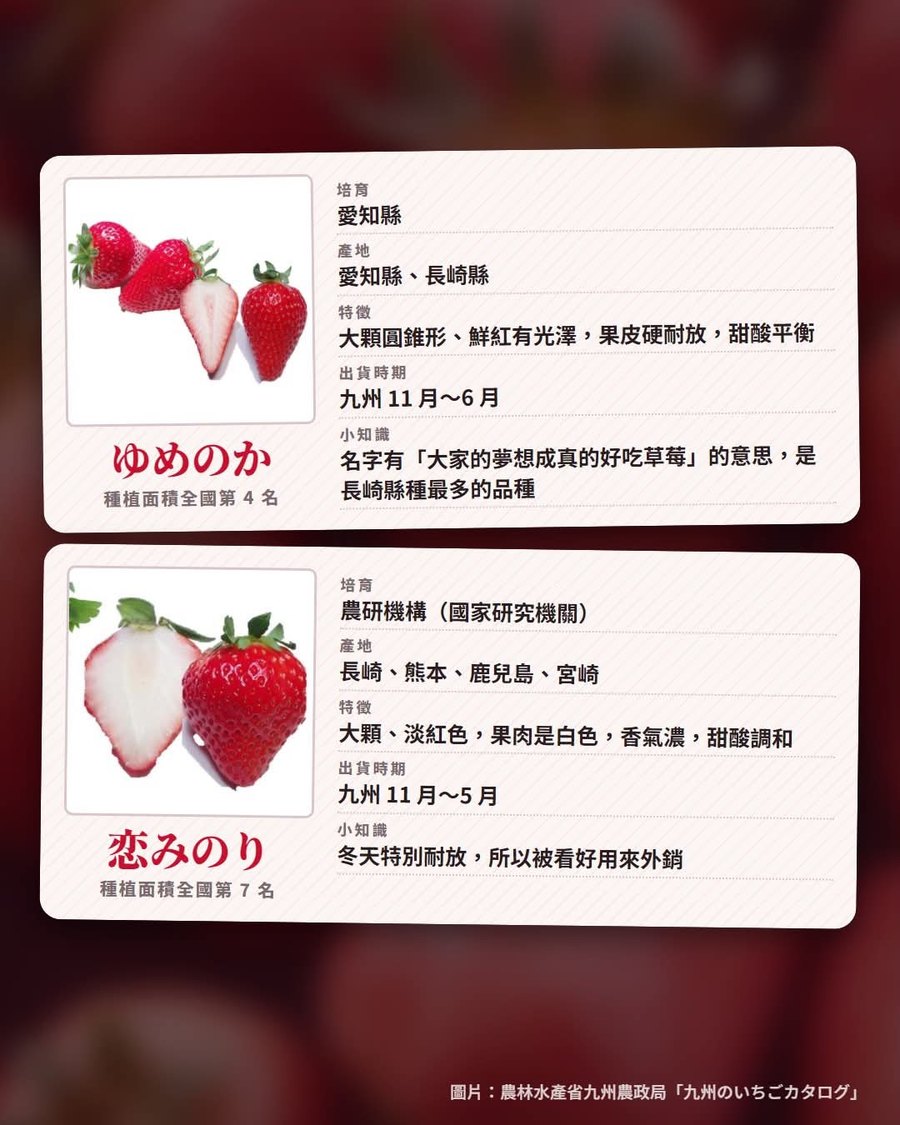 培育
愛知縣
產地
愛知縣、長崎縣
特徵
大顆圓錐形、鮮紅有光澤，果皮硬耐放，甜酸平衡
出貨時期
九州 11 月～6 月
小知識
名字有「大家的夢想成真的好吃草莓」的意思，是
長崎縣種最多的品種
ゆめのか
種植面積全國第 4 名
培育
農研機構（國家研究機關）
產地
長崎、熊本、鹿兒島、宮崎
特徵
大顆、淡紅色，果肉是白色，香氣濃，甜酸調和
出貨時期
九州 11 月～5 月
小知識
冬天特別耐放，所以被看好用來外銷
恋みのり
種植面積全國第 7 名
圖片：農林水產省九州農政局「九州のいちごカタログ」